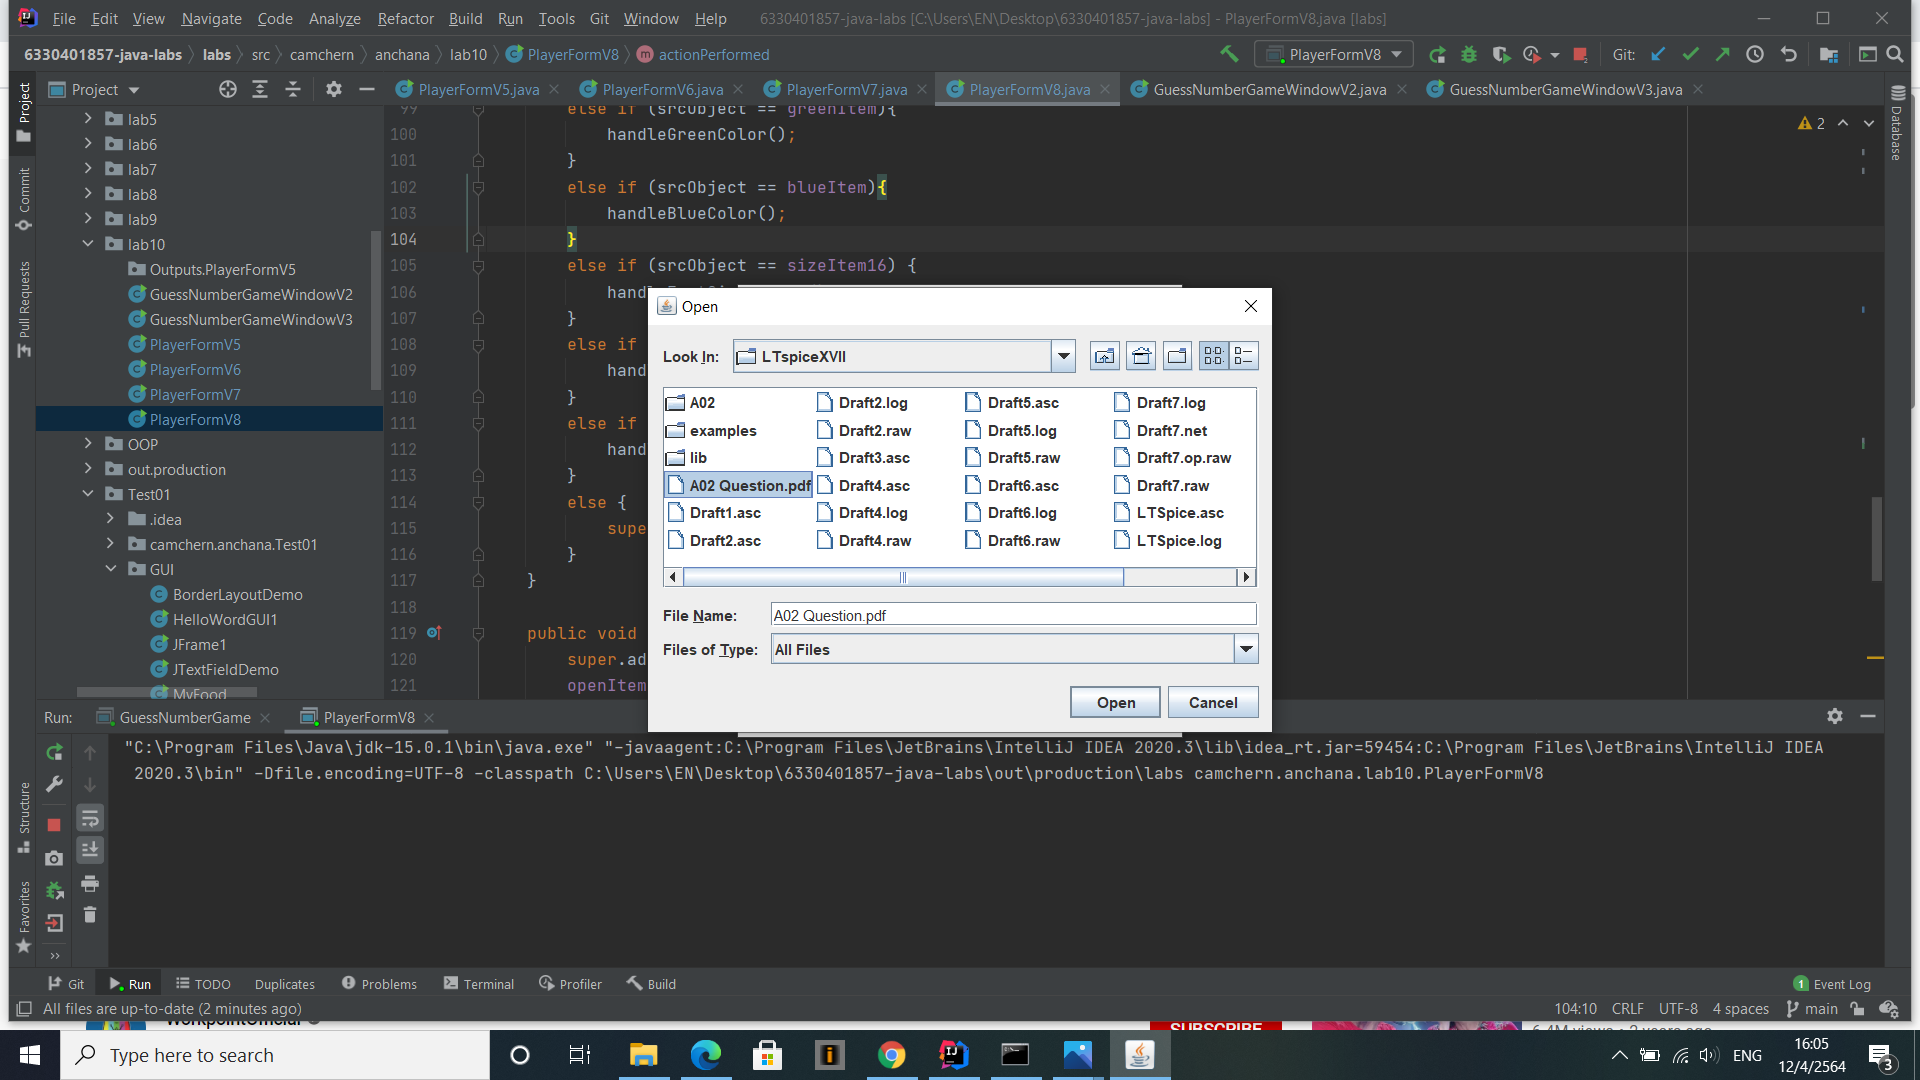 File Edit View Navigate Code Analyze Refactor Build Run Tools Git Window Help 6330401857-java-labs [C:\Users\EN\Desktop\6330401857-java-labs] - PlayerFormV8.java [labs]
6330401857-java-labs labs src camchern anchana lab10 PlayerFormV8 actionPerformed PlayerFormV8 Git:
Project PlayerFormV5.java PlayerFormV6.java PlayerFormV7.java PlayerFormV8.java GuessNumberGameWindowV2.java GuessNumberGameWindowV3.java
Project
Commit
Pull Requests
Structure
Favorites
Database
lab5
lab6
lab7
lab8
lab9
lab10
Outputs.PlayerFormV5
GuessNumberGameWindowV2
GuessNumberGameWindowV3
PlayerFormV5
PlayerFormV6
PlayerFormV7
PlayerFormV8
OOP
out.production
Test01
.idea
camchern.anchana.Test01
GUI
BorderLayoutDemo
HelloWordGUI1
JFrame1
JTextFieldDemo
MyFood
2
99 else if (srcObject == greenItem){
100 handleGreenColor();
101 }
102 else if (srcObject == blueItem){
103 handleBlueColor();
104 }
105 else if (srcObject == sizeItem16) {
106 hand
107 }
108 else if
109 hand
110 }
111 else if
112 hand
113 }
114 else {
115 supe
116 }
117 }
118
119 public void
120 super.ad
121 openItem
Open
Look In: LTspiceXVII
A02 Draft2.log Draft5.asc Draft7.log
examples Draft2.raw Draft5.log Draft7.net
lib Draft3.asc Draft5.raw Draft7.op.raw
A02 Question.pdf Draft4.asc Draft6.asc Draft7.raw
Draft1.asc Draft4.log Draft6.log LTSpice.asc
Draft2.asc Draft4.raw Draft6.raw LTSpice.log
File Name: A02 Question.pdf
Files of Type: All Files
Open Cancel
Run: GuessNumberGame PlayerFormV8
"C:\Program Files\Java\jdk-15.0.1\bin\java.exe" "-javaagent:C:\Program Files\JetBrains\IntelliJ IDEA 2020.3\lib\idea_rt.jar=59454:C:\Program Files\JetBrains\IntelliJ IDEA
2020.3\bin" -Dfile.encoding=UTF-8 -classpath C:\Users\EN\Desktop\6330401857-java-labs\out\production\labs camchern.anchana.lab10.PlayerFormV8
Git Run TODO Duplicates Problems Terminal Profiler Build 1 Event Log
All files are up-to-date (2 minutes ago) 104:10 CRLF UTF-8 4 spaces main
WorkpointOfficial SUBSCRIBE 6.4M views • 2 years ago
Type here to search ENG 16:05
12/4/2564 3